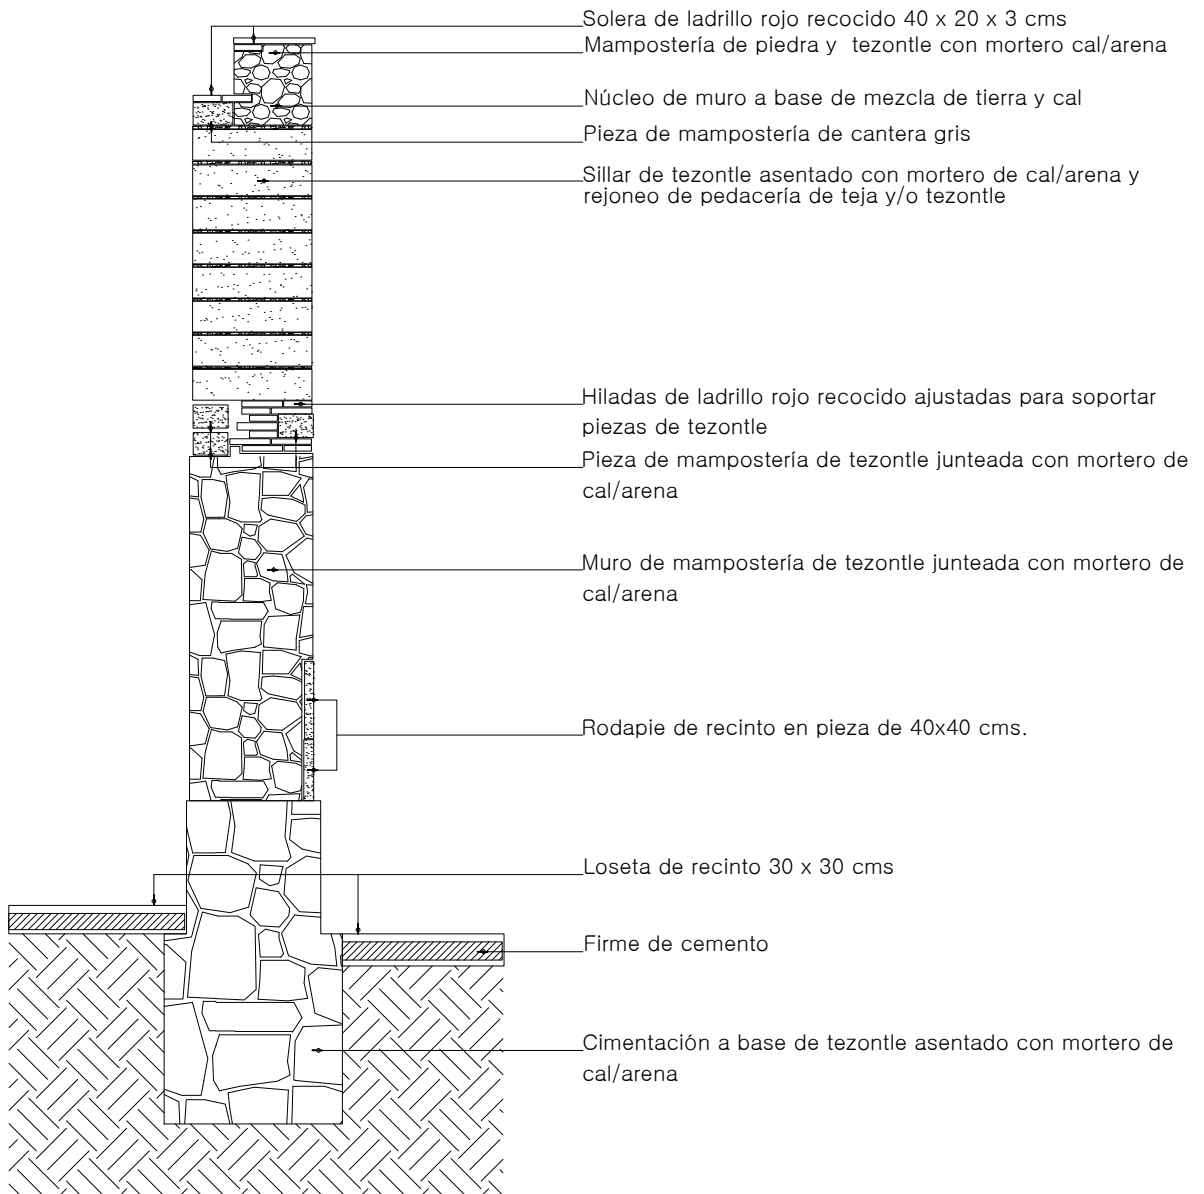 Solera de ladrillo rojo recocido 40 x 20 x 3 cms
Mampostería de piedra y tezontle con mortero cal/arena
Núcleo de muro a base de mezcla de tierra y cal
Pieza de mampostería de cantera gris
Sillar de tezontle asentado con mortero de cal/arena y
rejoneo de pedacería de teja y/o tezontle
Hiladas de ladrillo rojo recocido ajustadas para soportar
piezas de tezontle
Pieza de mampostería de tezontle junteada con mortero de
cal/arena
Muro de mampostería de tezontle junteada con mortero de
cal/arena
Rodapie de recinto en pieza de 40x40 cms.
Loseta de recinto 30 x 30 cms
Firme de cemento
Cimentación a base de tezontle asentado con mortero de
cal/arena